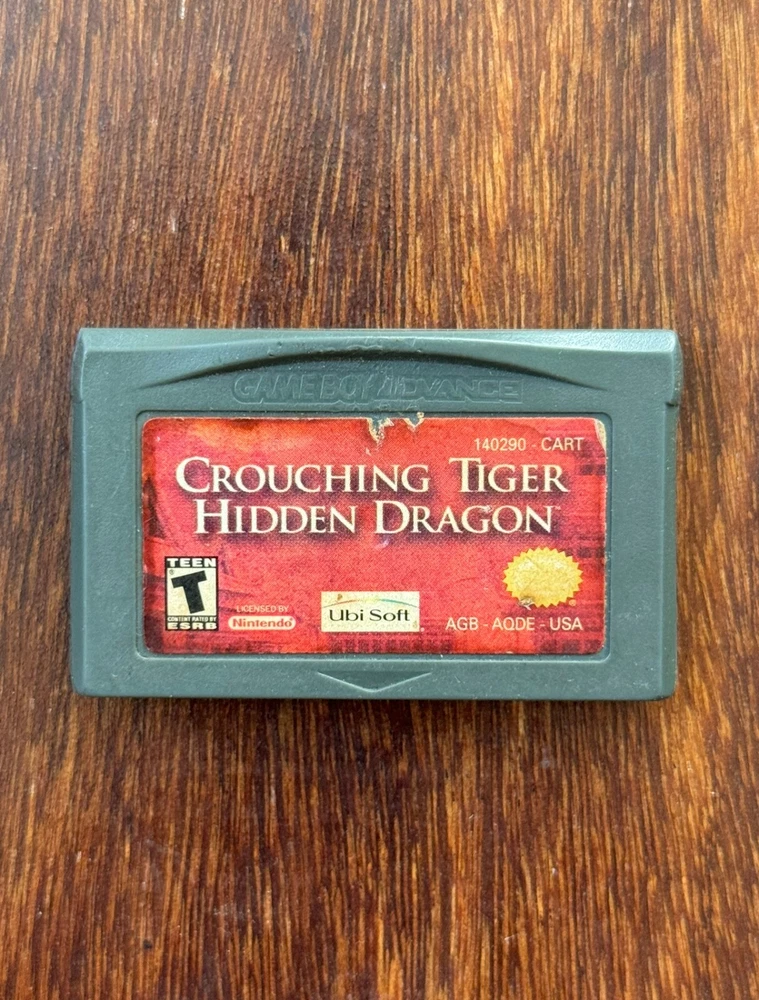 GAME BOY ADVANCE
140290 - CART
CROUCHING TIGER
HIDDEN DRAGON™
TEEN
T
CONTENT RATED BY
ESRB
LICENSED BY
Nintendo®
Ubi Soft
AGB - AQDE - USA